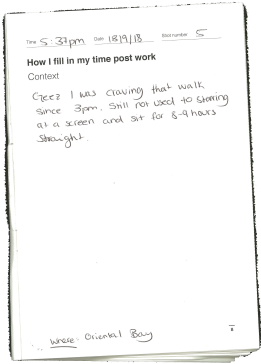 Time 5:37pm Date 18/9/18 Block number 5
How I fill in my time post work
Context
Geez I was craving that walk
since 3pm. Still not used to starring
at a screen and sit for 8-9 hours
straight.
Where: Oriental Bay